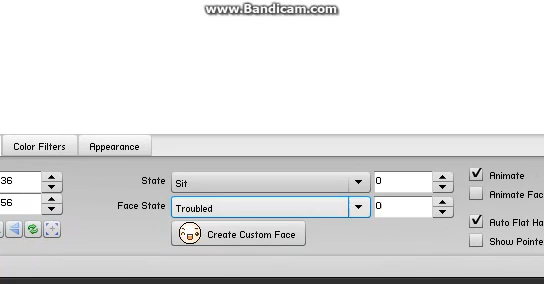 www.Bandicam.com
Color Filters
Appearance
36
State
Sit
0
Animate
56
Face State
Troubled
0
Animate Fac
Create Custom Face
Auto Flat Ha
Show Pointe